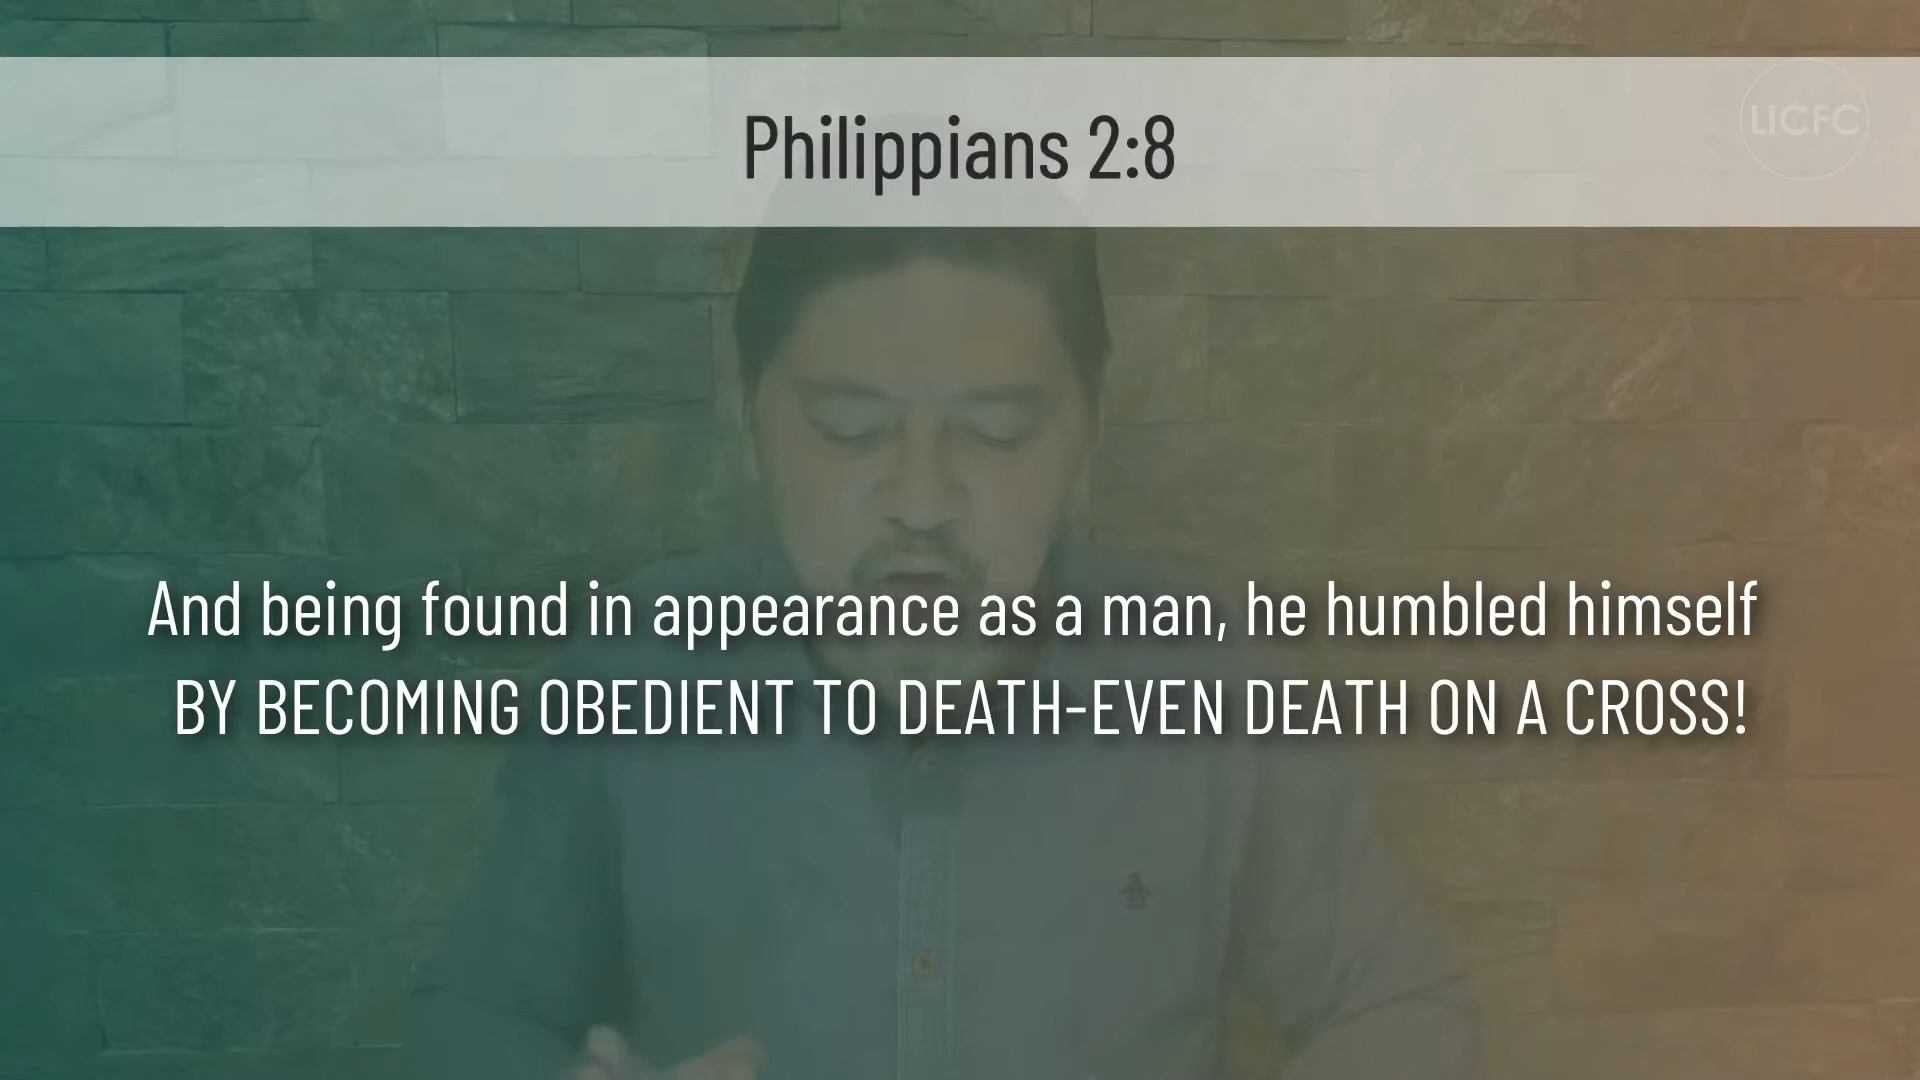 LICFC
Philippians 2:8
And being found in appearance as a man, he humbled himself
BY BECOMING OBEDIENT TO DEATH-EVEN DEATH ON A CROSS!